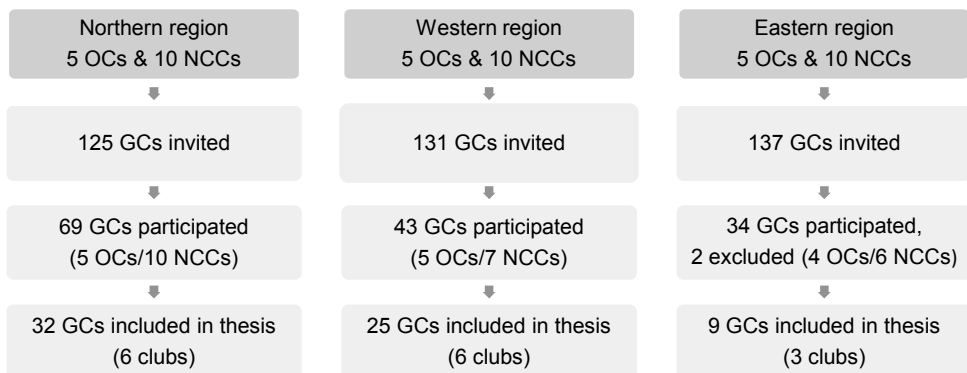 Northern region
5 OCs & 10 NCCs
125 GCs invited
69 GCs participated
(5 OCs/10 NCCs)
32 GCs included in thesis
(6 clubs)
Western region
5 OCs & 10 NCCs
131 GCs invited
43 GCs participated
(5 OCs/7 NCCs)
25 GCs included in thesis
(6 clubs)
Eastern region
5 OCs & 10 NCCs
137 GCs invited
34 GCs participated,
2 excluded (4 OCs/6 NCCs)
9 GCs included in thesis
(3 clubs)